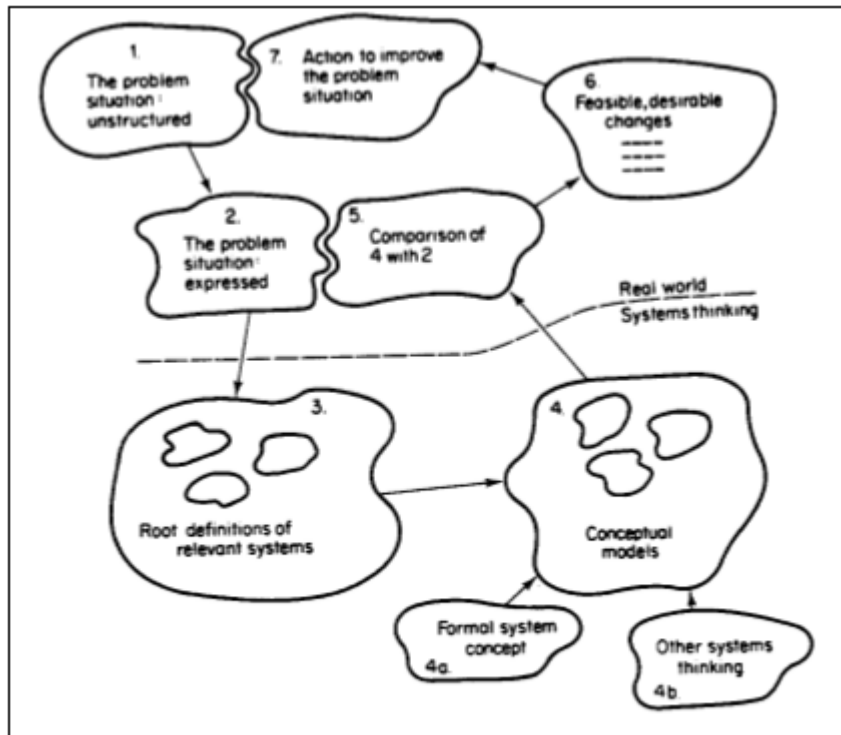 1.
The problem
situation:
unstructured
7.
Action to improve
the problem
situation
6.
Feasible, desirable
changes
2.
The problem
situation:
expressed
5.
Comparison of
4 with 2
Real world
Systems thinking
3.
Root definitions of
relevant systems
4.
Conceptual
models
Formal system
concept
4a.
Other systems
thinking
4b.